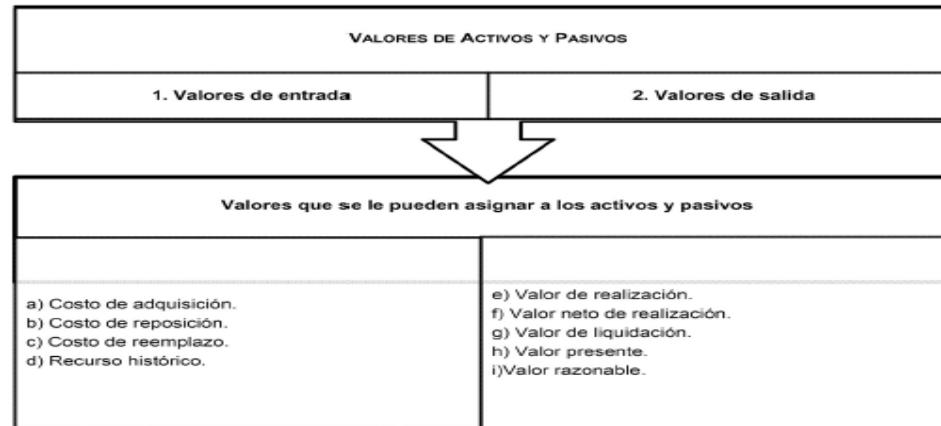 VALORES DE ACTIVOS Y PASIVOS
1. Valores de entrada
2. Valores de salida
Valores que se le pueden asignar a los activos y pasivos
a) Costo de adquisición.
b) Costo de reposición.
c) Costo de reemplazo.
d) Recurso histórico.
e) Valor de realización.
f) Valor neto de realización.
g) Valor de liquidación.
h) Valor presente.
i)Valor razonable.